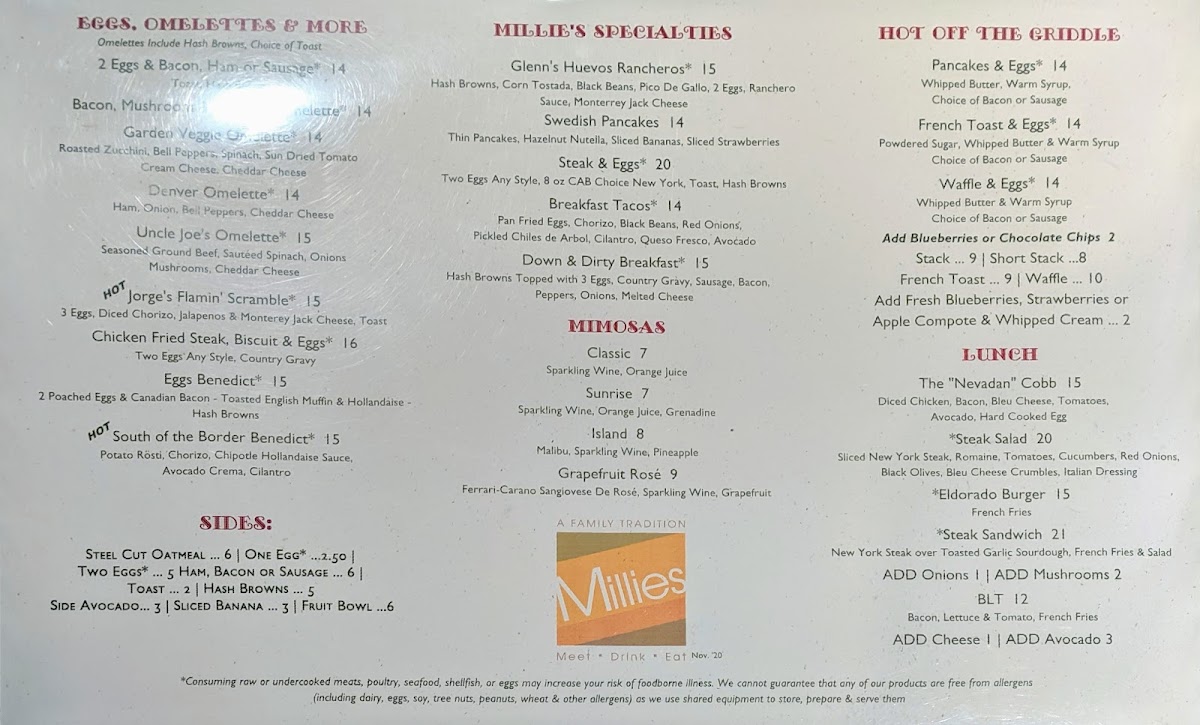 EGGS, OMELETTES & MORE
Omelettes Include Hash Browns, Choice of Toast
2 Eggs & Bacon, Ham or Sausage* 14
Bacon, Mushroom
14
Garden Veggie Omelette* 14
Roasted Zucchini, Bell Peppers, Spinach, Sun Dried Tomato
Cream Cheese, Cheddar Cheese
Denver Omelette* 14
Ham, Onion, Bell Peppers, Cheddar Cheese
Uncle Joe's Omelette* 15
Seasoned Ground Beef, Sautéed Spinach, Onions
Mushrooms, Cheddar Cheese
HOT
Jorge's Flamin' Scramble* 15
3 Eggs, Diced Chorizo, Jalapenos & Monterey Jack Cheese, Toast
Chicken Fried Steak, Biscuit & Eggs* 16
Two Eggs Any Style, Country Gravy
Eggs Benedict* 15
2 Poached Eggs & Canadian Bacon - Toasted English Muffin & Hollandaise -
Hash Browns
HOT
South of the Border Benedict* 15
Potato Rösti, Chorizo, Chipotle Hollandaise Sauce,
Avocado Crema, Cilantro
SIDES:
STEEL CUT OATMEAL ... 6 | ONE EGG* ...2.50 |
TWO EGGS* ... 5 HAM, BACON OR SAUSAGE ... 6 |
TOAST ... 2 | HASH BROWNS ... 5
SIDE AVOCADO... 3 | SLICED BANANA ... 3 | FRUIT BOWL ...6
MILLIE'S SPECIALTIES
Glenn's Huevos Rancheros* 15
Hash Browns, Corn Tostada, Black Beans, Pico De Gallo, 2 Eggs, Ranchero
Sauce, Monterrey Jack Cheese
Swedish Pancakes 14
Thin Pancakes, Hazelnut Nutella, Sliced Bananas, Sliced Strawberries
Steak & Eggs* 20
Two Eggs Any Style, 8 oz CAB Choice New York, Toast, Hash Browns
Breakfast Tacos* 14
Pan Fried Eggs, Chorizo, Black Beans, Red Onions,
Pickled Chiles de Arbol, Cilantro, Queso Fresco, Avocado
Down & Dirty Breakfast* 15
Hash Browns Topped with 3 Eggs, Country Gravy, Sausage, Bacon,
Peppers, Onions, Melted Cheese
MIMOSAS
Classic 7
Sparkling Wine, Orange Juice
Sunrise 7
Sparkling Wine, Orange Juice, Grenadine
Island 8
Malibu, Sparkling Wine, Pineapple
Grapefruit Rosé 9
Ferrari-Carano Sangiovese De Rosé, Sparkling Wine, Grapefruit
A FAMILY TRADITION
Millies
Meet • Drink • Eat Nov. '20
HOT OFF THE GRIDDLE
Pancakes & Eggs* 14
Whipped Butter, Warm Syrup,
Choice of Bacon or Sausage
French Toast & Eggs* 14
Powdered Sugar, Whipped Butter & Warm Syrup
Choice of Bacon or Sausage
Waffle & Eggs* 14
Whipped Butter & Warm Syrup
Choice of Bacon or Sausage
Add Blueberries or Chocolate Chips 2
Stack ... 9 | Short Stack ...8
French Toast ... 9 | Waffle ... 10
Add Fresh Blueberries, Strawberries or
Apple Compote & Whipped Cream ... 2
LUNCH
The "Nevadan" Cobb 15
Diced Chicken, Bacon, Bleu Cheese, Tomatoes,
Avocado, Hard Cooked Egg
*Steak Salad 20
Sliced New York Steak, Romaine, Tomatoes, Cucumbers, Red Onions,
Black Olives, Bleu Cheese Crumbles, Italian Dressing
*Eldorado Burger 15
French Fries
*Steak Sandwich 21
New York Steak over Toasted Garlic Sourdough, French Fries & Salad
ADD Onions 1 | ADD Mushrooms 2
BLT 12
Bacon, Lettuce & Tomato, French Fries
ADD Cheese 1 | ADD Avocado 3
*Consuming raw or undercooked meats, poultry, seafood, shellfish, or eggs may increase your risk of foodborne illness. We cannot guarantee that any of our products are free from allergens
(including dairy, eggs, soy, tree nuts, peanuts, wheat & other allergens) as we use shared equipment to store, prepare & serve them